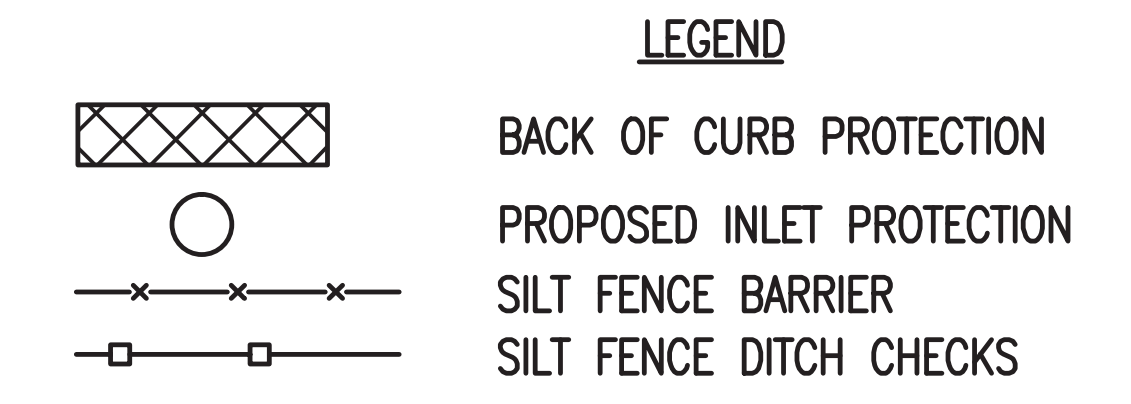 LEGEND
BACK OF CURB PROTECTION
PROPOSED INLET PROTECTION
SILT FENCE BARRIER
SILT FENCE DITCH CHECKS